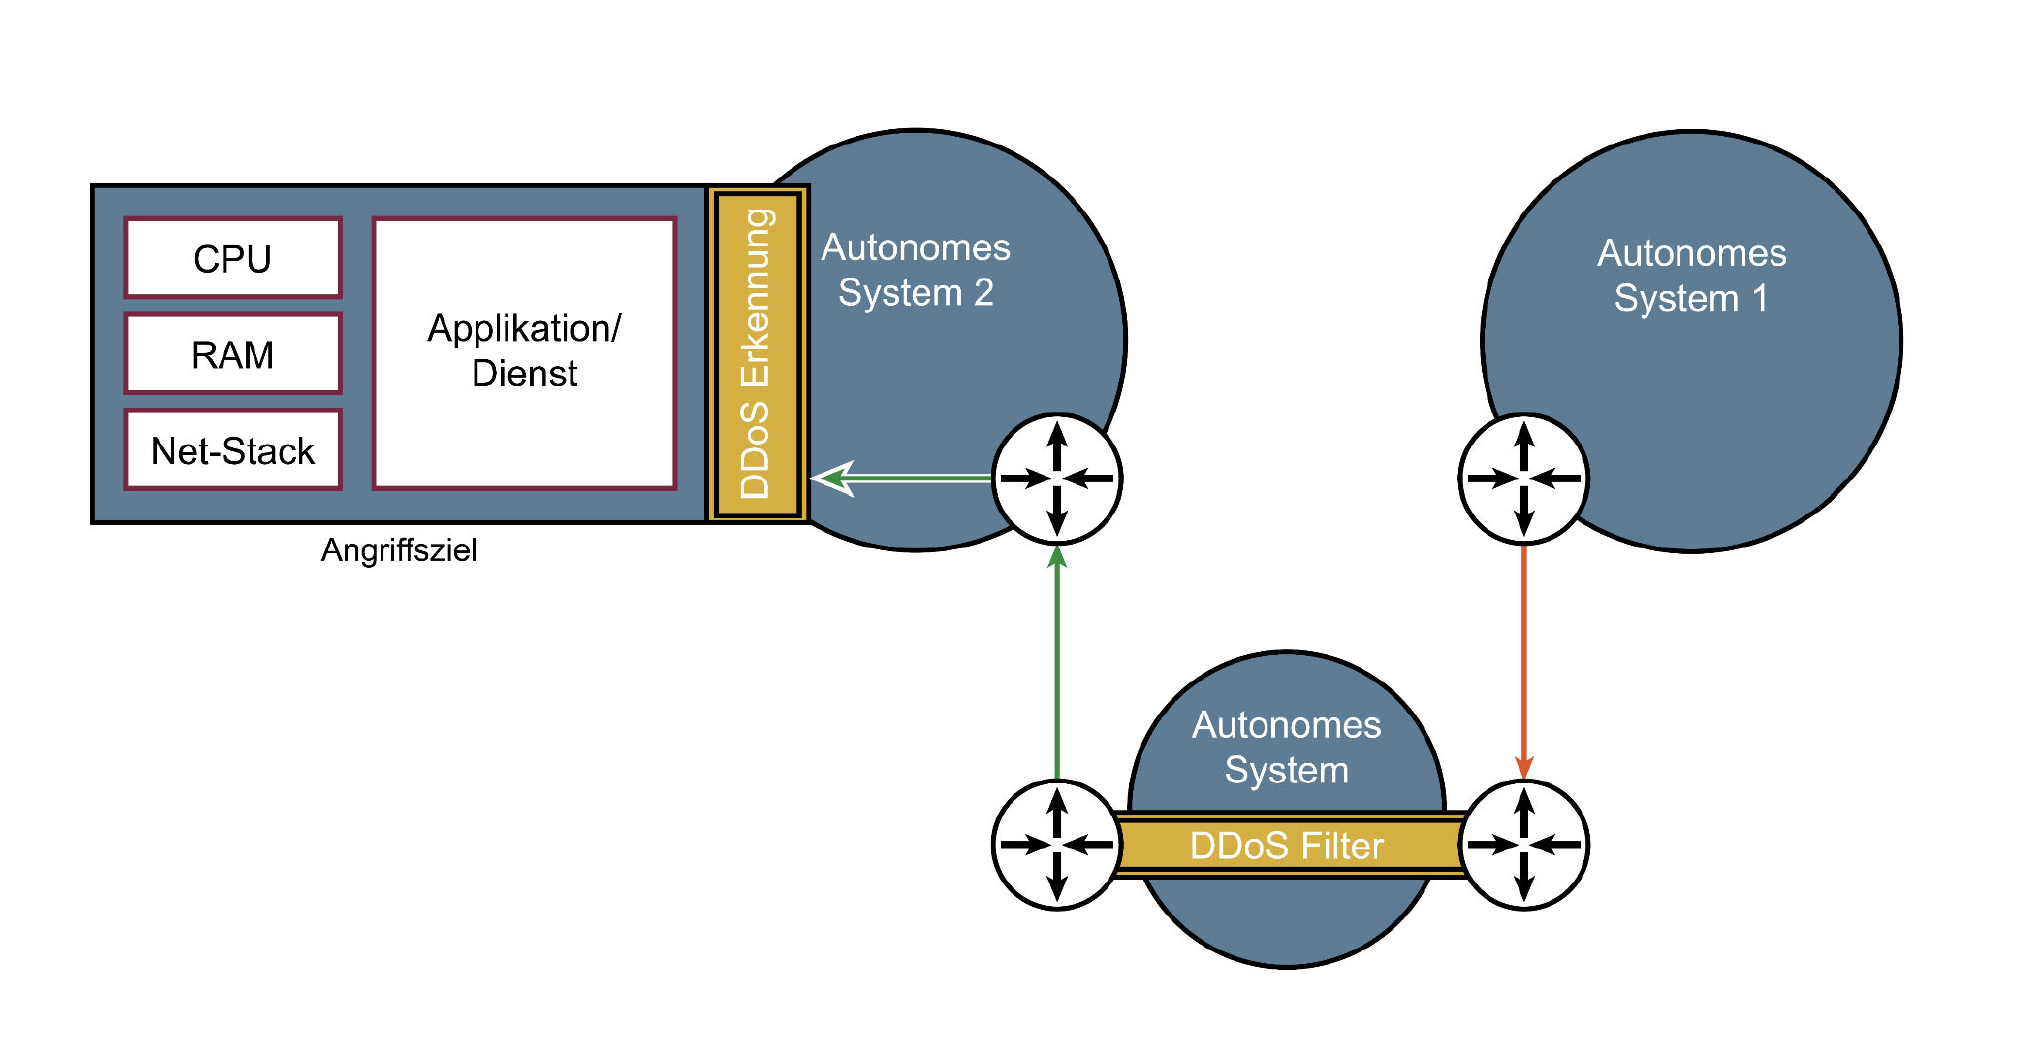 CPU
RAM
Net-Stack
Applikation/
Dienst
DDoS Erkennung
Angriffsziel
Autonomes
System 2
Autonomes
System 1
Autonomes
System
DDoS Filter